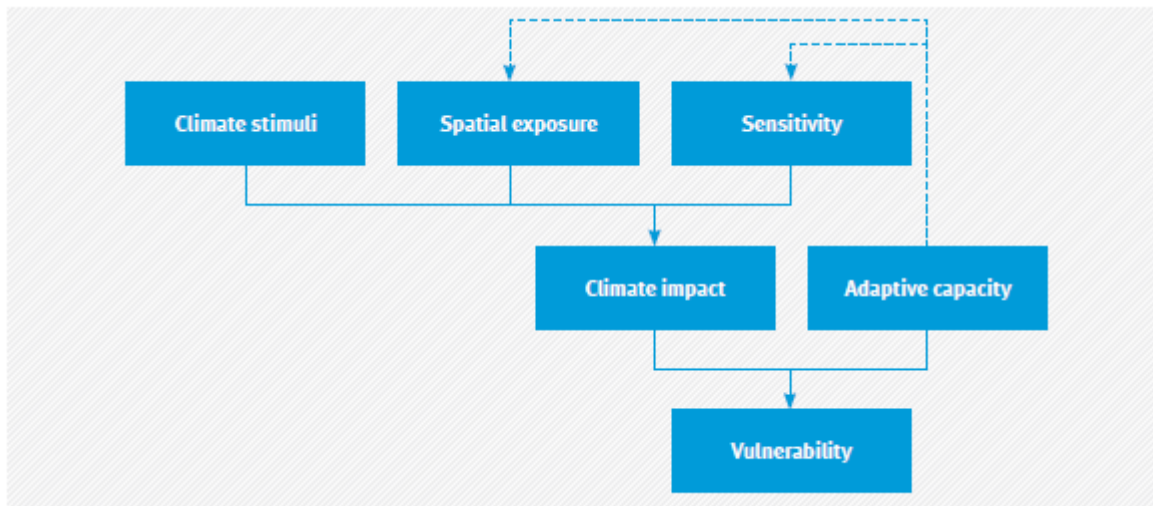 Climate stimuli
Spatial exposure
Sensitivity
Climate impact
Adaptive capacity
Vulnerability